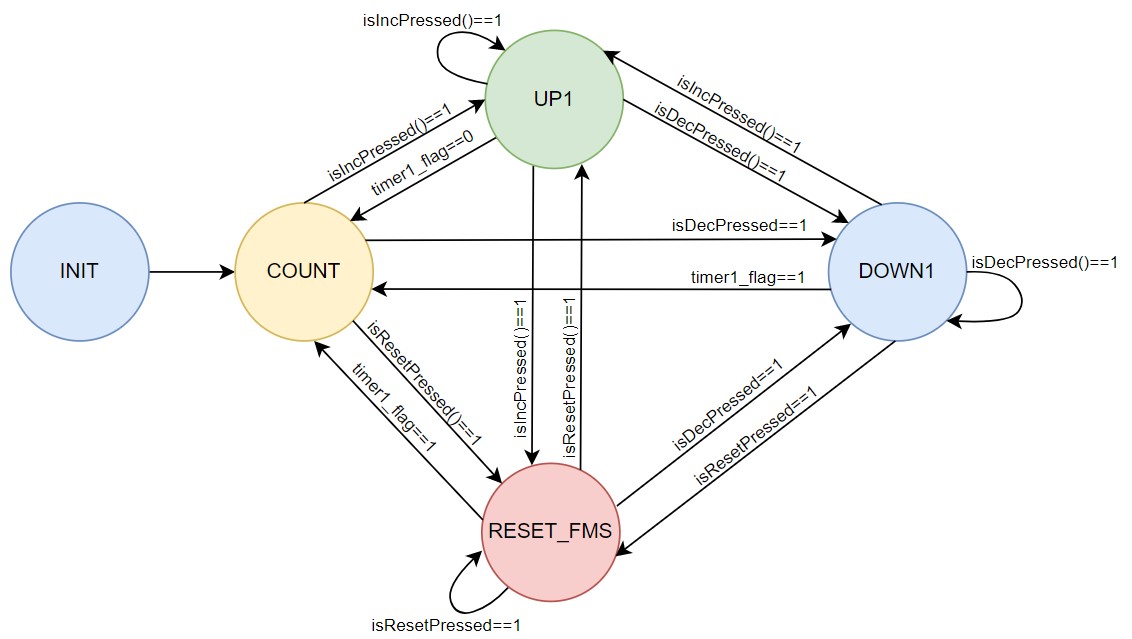 isIncPressed()==1
UP1
isIncPressed()==1
isDecPressed()==1
isIncPressed()==1
timer1_flag==0
isDecPressed==1
INIT
COUNT
timer1_flag==1
DOWN1
isDecPressed()==1
isResetPressed()==1
timer1_flag==1
isIncPressed()==1
isResetPressed()==1
isDecPressed==1
isResetPressed==1
RESET_FMS
isResetPressed==1